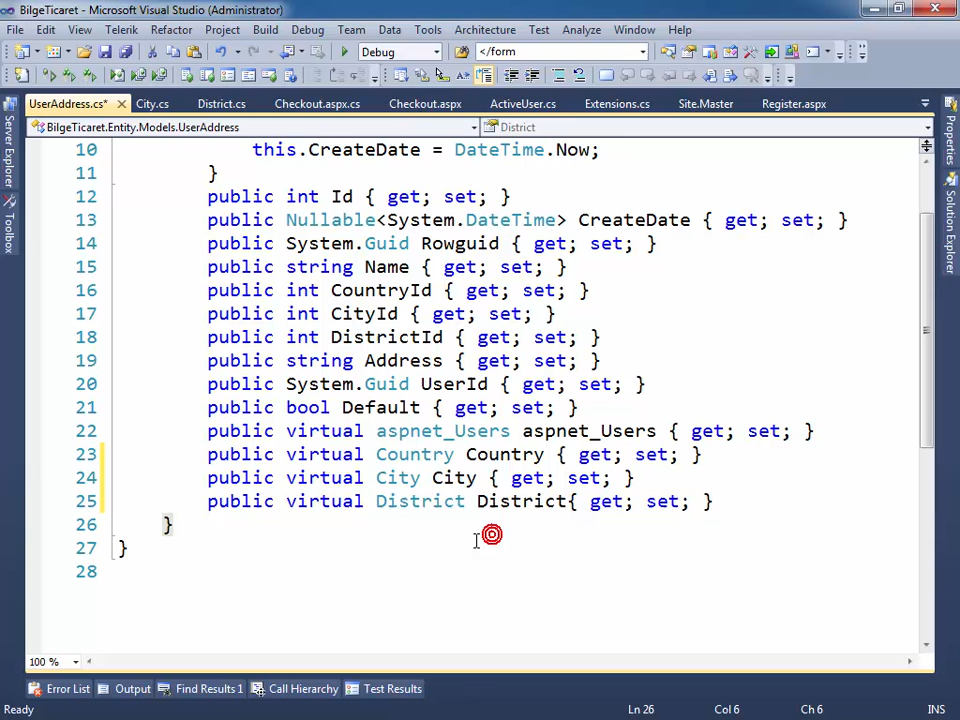 BilgeTicaret - Microsoft Visual Studio (Administrator)
File Edit View Telerik Refactor Project Build Debug Team Data Tools Architecture Test Analyze Window Help
Debug </form
UserAddress.cs* City.cs District.cs Checkout.aspx.cs Checkout.aspx ActiveUser.cs Extensions.cs Site.Master Register.aspx
BilgeTicaret.Entity.Models.UserAddress District
10 this.CreateDate = DateTime.Now;
11 }
12 public int Id { get; set; }
13 public Nullable<System.DateTime> CreateDate { get; set; }
14 public System.Guid Rowguid { get; set; }
15 public string Name { get; set; }
16 public int CountryId { get; set; }
17 public int CityId { get; set; }
18 public int DistrictId { get; set; }
19 public string Address { get; set; }
20 public System.Guid UserId { get; set; }
21 public bool Default { get; set; }
22 public virtual aspnet_Users aspnet_Users { get; set; }
23 public virtual Country Country { get; set; }
24 public virtual City City { get; set; }
25 public virtual District District{ get; set; }
26 }
27 }
28
Server Explorer
Toolbox
Properties
Solution Explorer
100 %
Error List Output Find Results 1 Call Hierarchy Test Results
Ready Ln 26 Col 6 Ch 6 INS